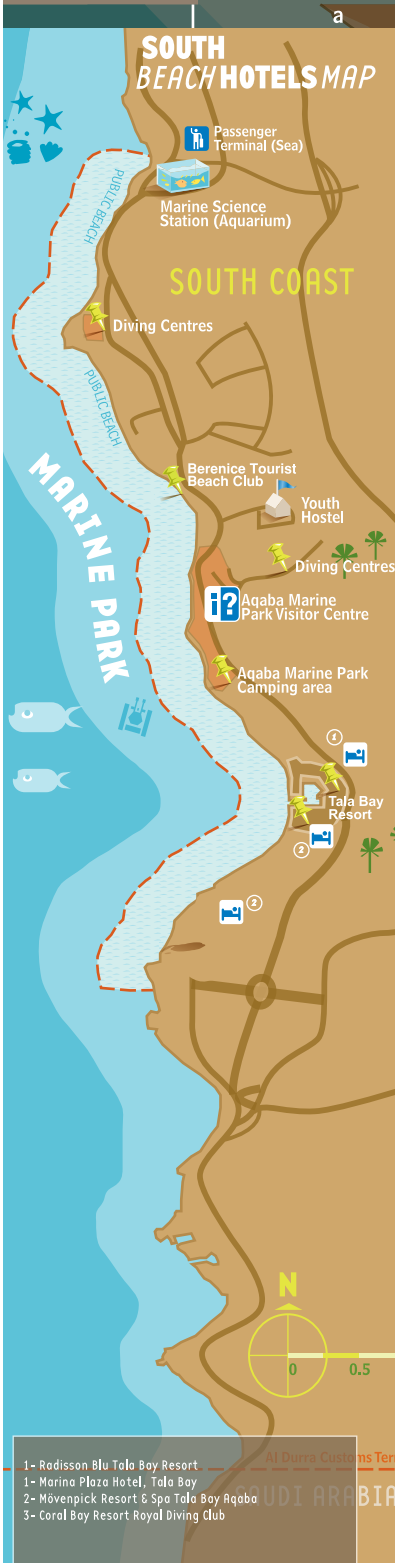 a
SOUTH
BEACH HOTELS MAP
Passenger
Terminal (Sea)
PUBLIC BEACH
Marine Science
Station (Aquarium)
SOUTH COAST
Diving Centres
PUBLIC BEACH
MARINE PARK
Berenice Tourist
Beach Club
Youth
Hostel
Diving Centres
i?
Aqaba Marine
Park Visitor Centre
Aqaba Marine Park
Camping area
1
Tala Bay
Resort
2
2
N
0 0.5
Al Durra Customs Ter
SAUDI ARABIA
1- Radisson Blu Tala Bay Resort
1- Marina Plaza Hotel, Tala Bay
2- Mövenpick Resort & Spa Tala Bay Aqaba
3- Coral Bay Resort Royal Diving Club